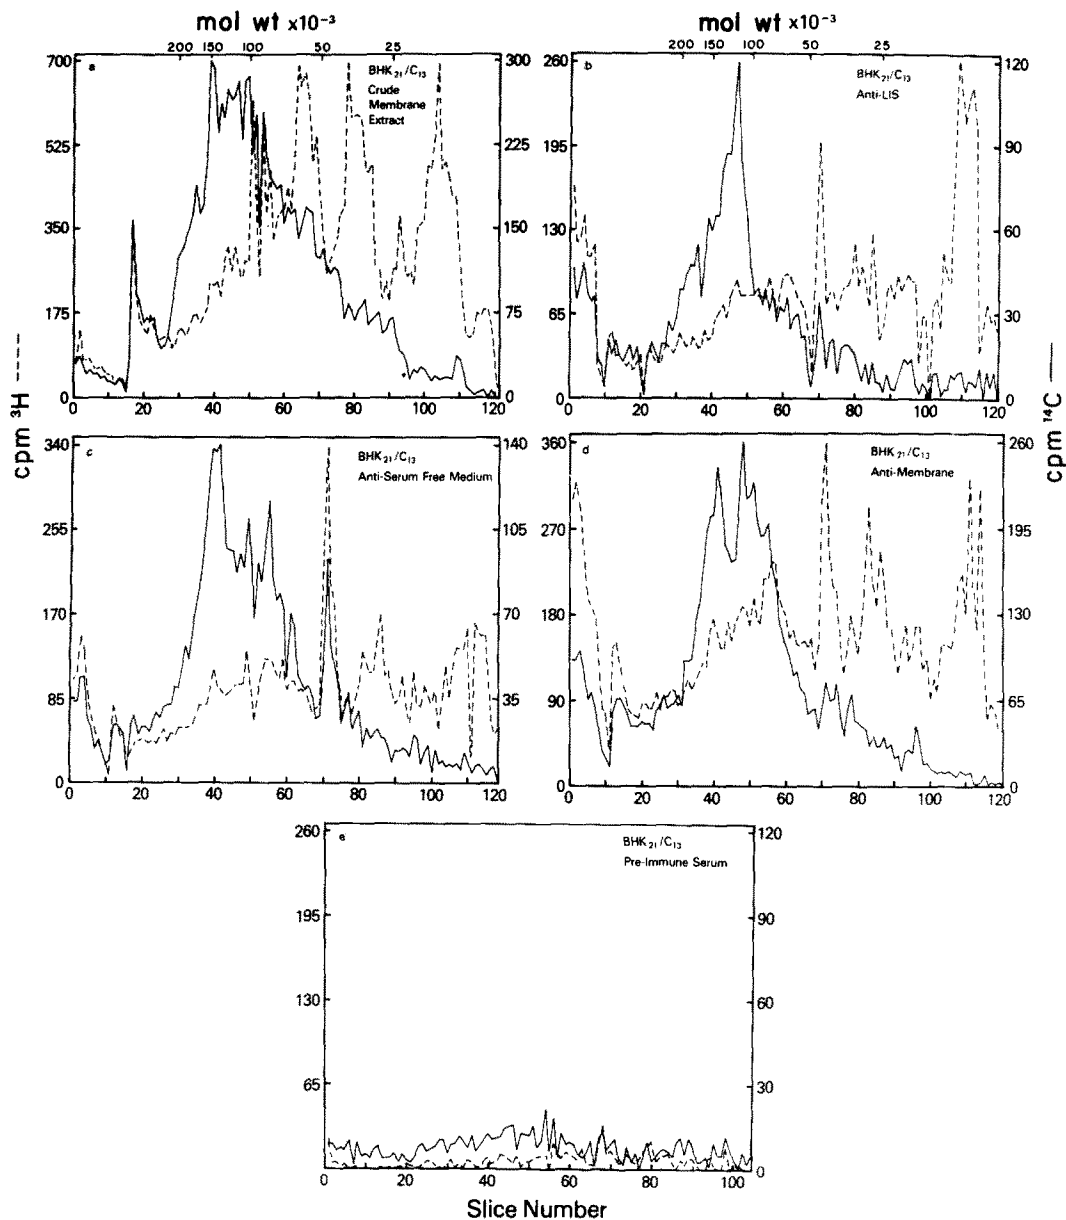 mol wt x10⁻³
mol wt x10⁻³
200 150 100 50 25
200 150 100 50 25
a
BHK₂₁/C₁₃
Crude
Membrane
Extract
700
525
350
175
0
300
225
150
75
0
0 20 40 60 80 100 120
b
BHK₂₁/C₁₃
Anti-LIS
260
195
130
65
0
120
90
60
30
0
0 20 40 60 80 100 120
cpm ³H ----
cpm ¹⁴C ——
c
BHK₂₁/C₁₃
Anti-Serum Free Medium
340
255
170
85
0
140
105
70
35
0
0 20 40 60 80 100 120
d
BHK₂₁/C₁₃
Anti-Membrane
360
270
180
90
0
260
195
130
65
0
0 20 40 60 80 100 120
e
BHK₂₁/C₁₃
Pre-Immune Serum
260
195
130
65
120
90
60
30
0
0 20 40 60 80 100
Slice Number